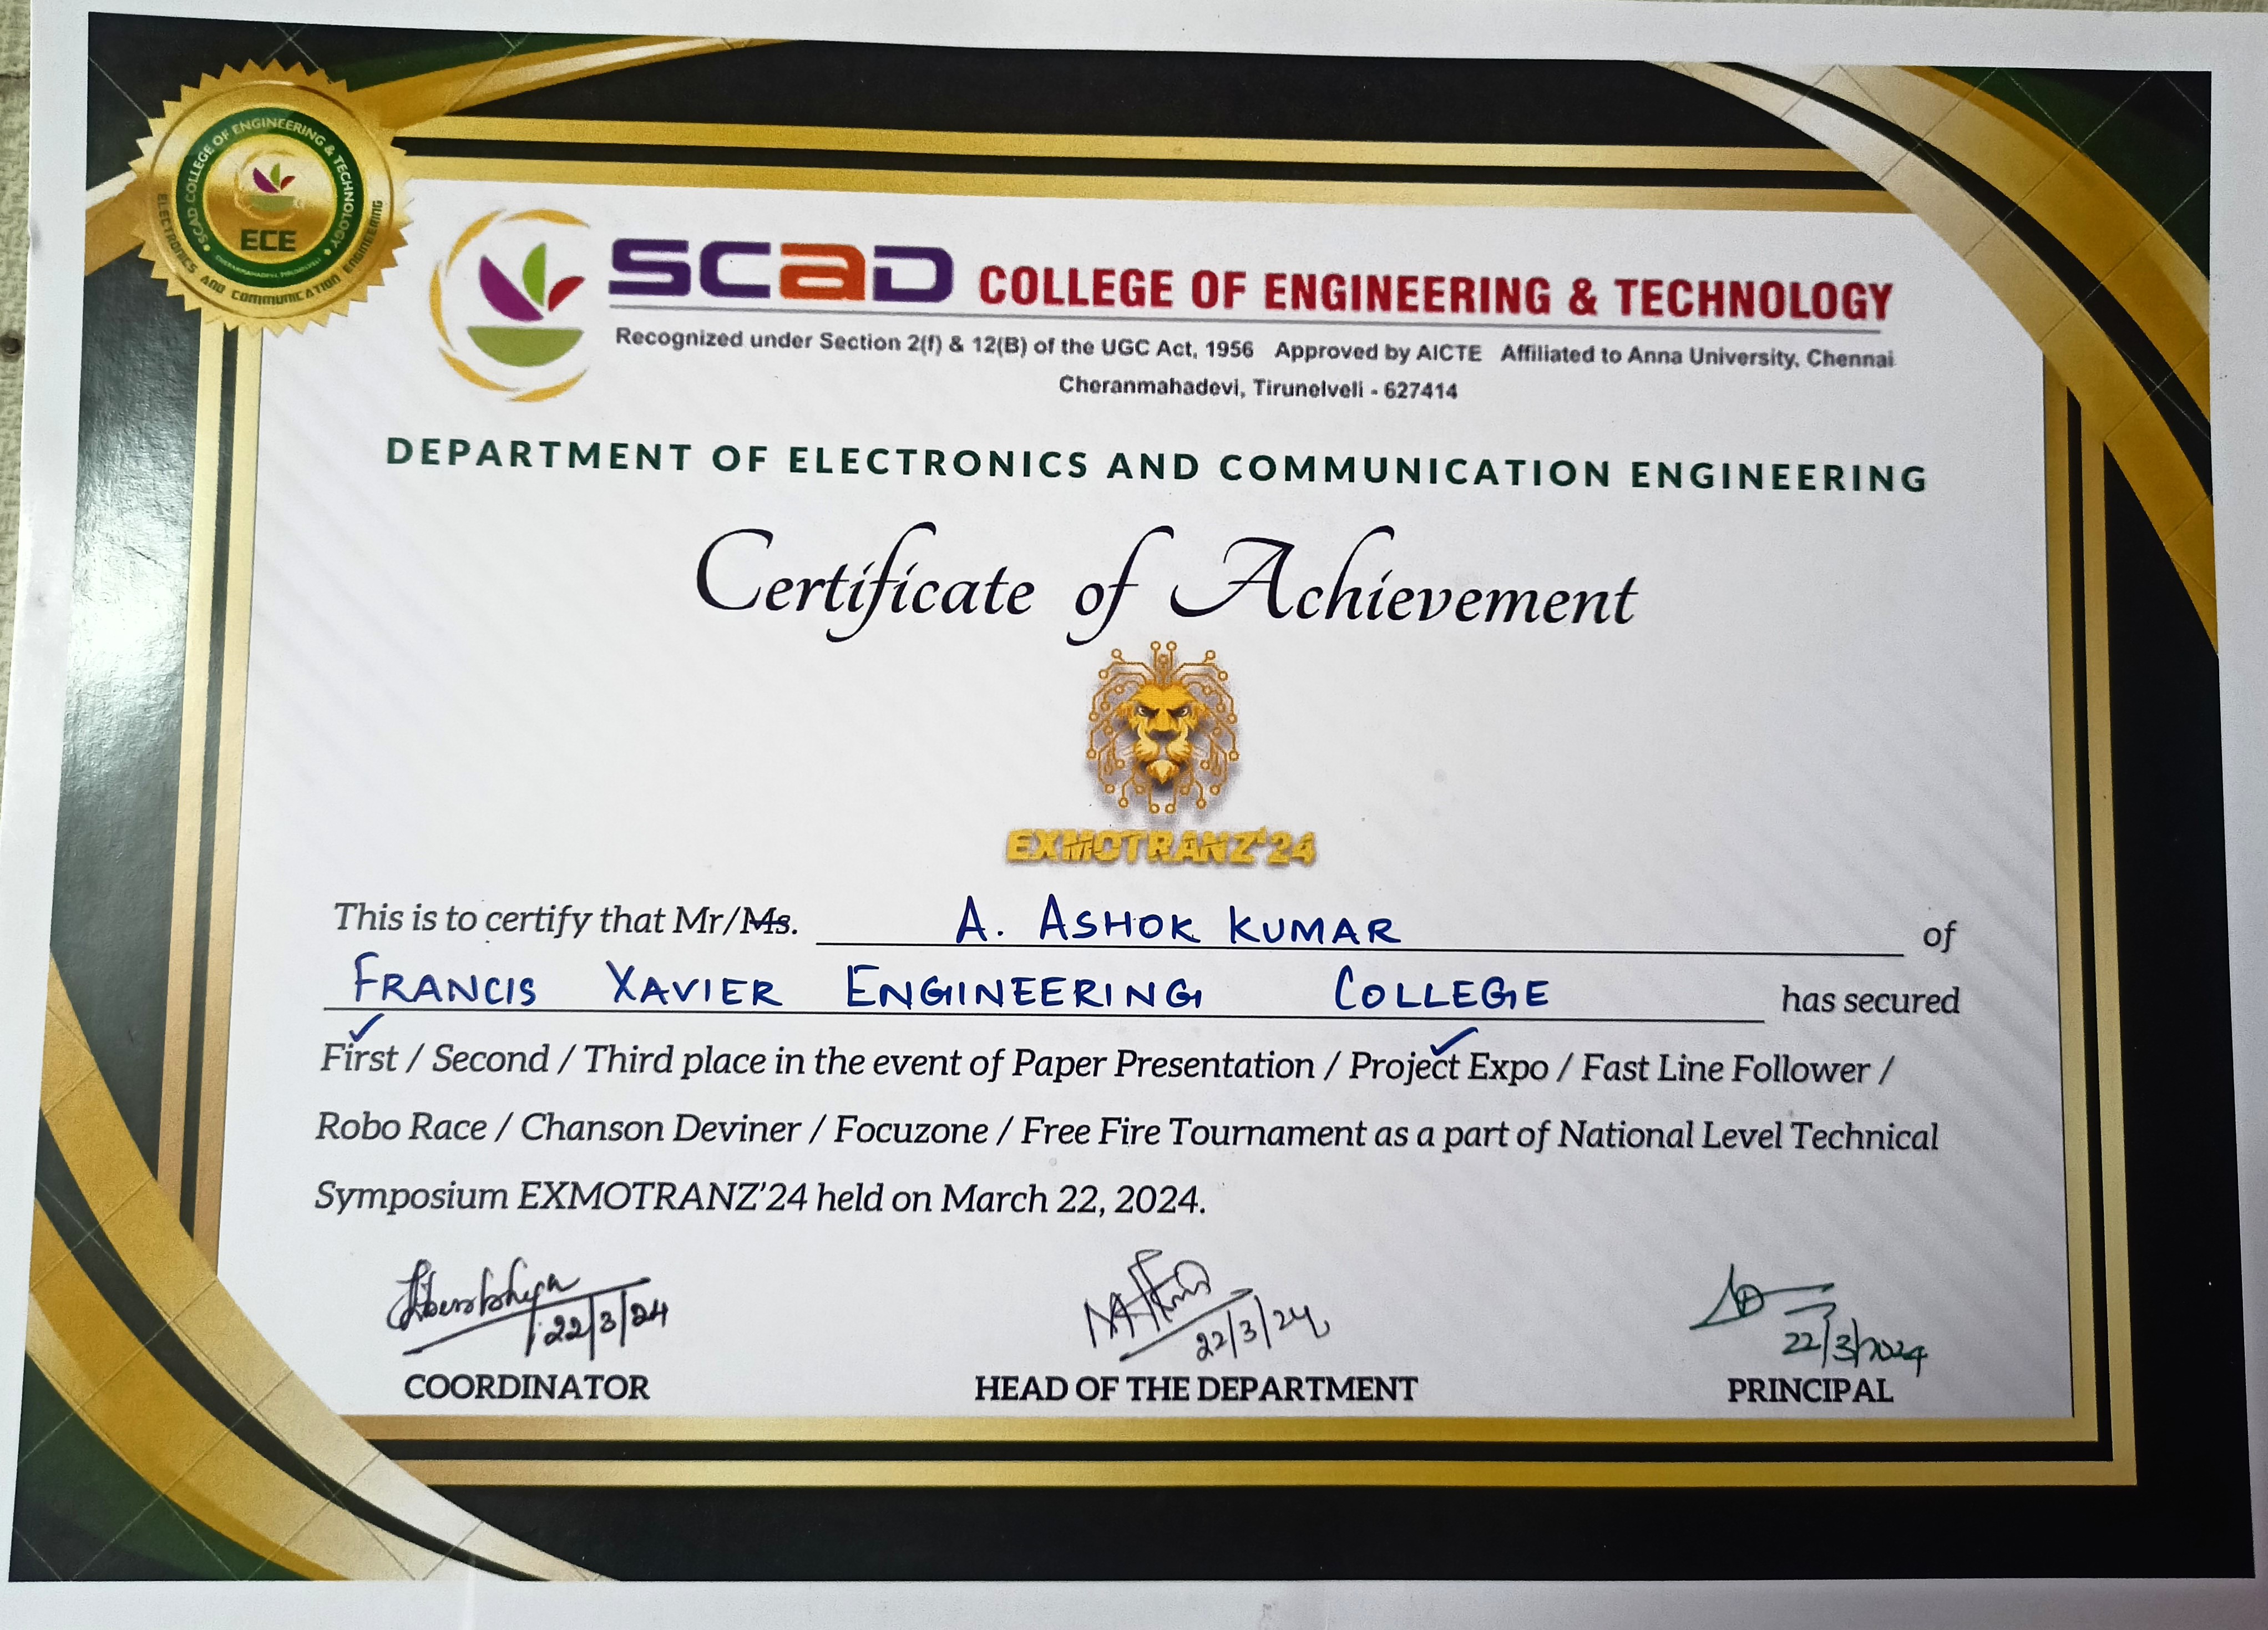 SCAD COLLEGE OF ENGINEERING & TECHNOLOGY
ECE
ELECTRONICS AND COMMUNICATION ENGINEERING
SCAD COLLEGE OF ENGINEERING & TECHNOLOGY
Recognized under Section 2(f) & 12(B) of the UGC Act, 1956 Approved by AICTE Affiliated to Anna University, Chennai
Cheranmahadevi, Tirunelveli - 627414
DEPARTMENT OF ELECTRONICS AND COMMUNICATION ENGINEERING
Certificate of Achievement
EXMOTRANZ'24
This is to certify that Mr/Ms. A. ASHOK KUMAR of
FRANCIS XAVIER ENGINEERING COLLEGE has secured
First / Second / Third place in the event of Paper Presentation / Project Expo / Fast Line Follower /
Robo Race / Chanson Deviner / Focuzone / Free Fire Tournament as a part of National Level Technical
Symposium EXMOTRANZ'24 held on March 22, 2024.
22/3/24 22/3/24 22/3/2024
COORDINATOR HEAD OF THE DEPARTMENT PRINCIPAL